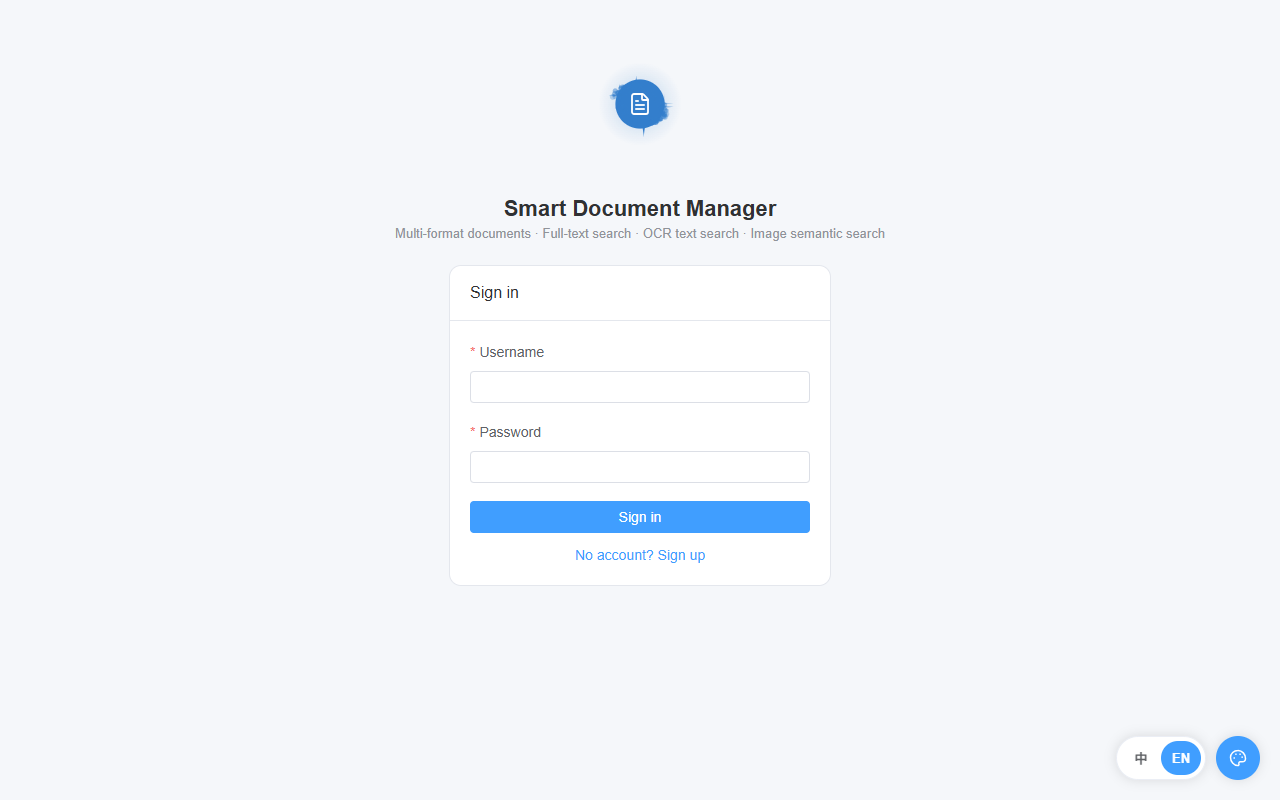 Smart Document Manager
Multi-format documents · Full-text search · OCR text search · Image semantic search
Sign in
* Username
* Password
Sign in
No account? Sign up
中 EN